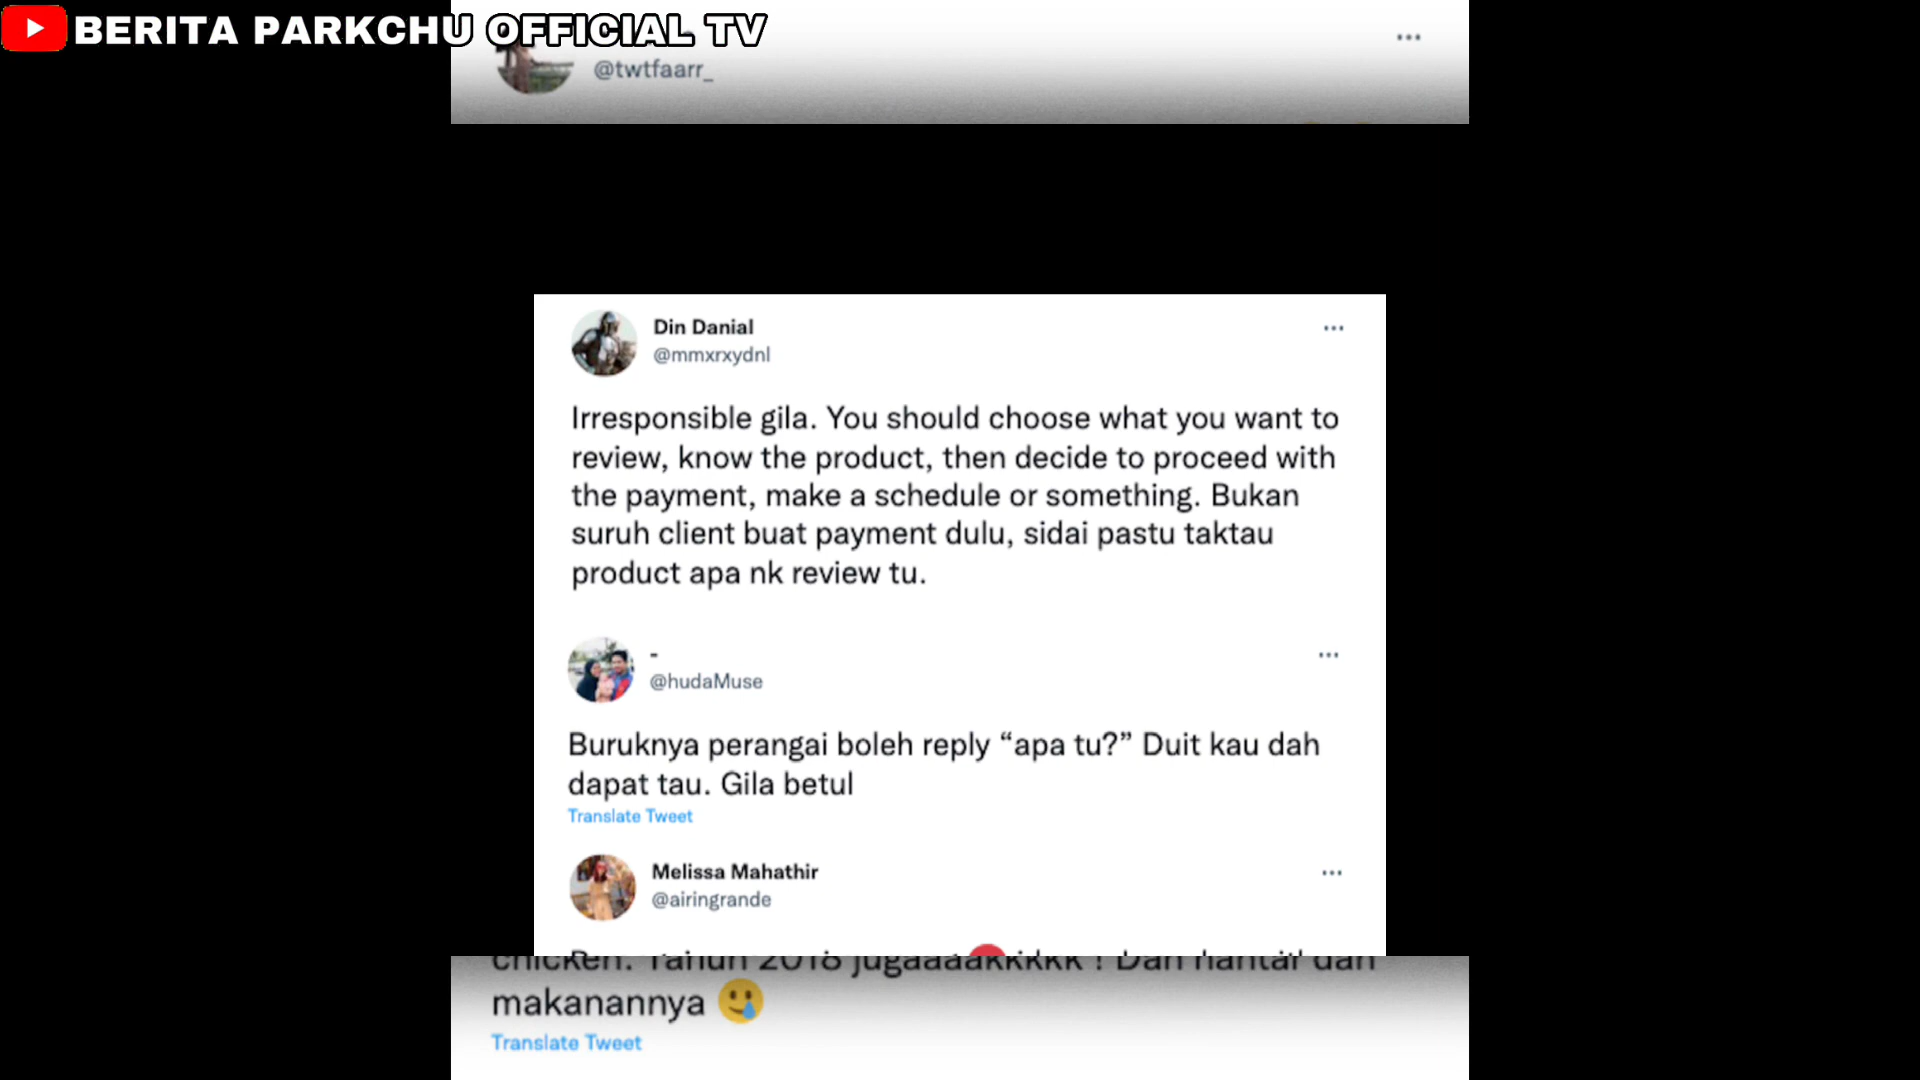 BERITA PARKCHU OFFICIAL TV
@twtfaarr_
Din Danial
@mmxrxydnl
Irresponsible gila. You should choose what you want to
review, know the product, then decide to proceed with
the payment, make a schedule or something. Bukan
suruh client buat payment dulu, sidai pastu taktau
product apa nk review tu.
-
@hudaMuse
Buruknya perangai boleh reply “apa tu?” Duit kau dah
dapat tau. Gila betul
Translate Tweet
Melissa Mahathir
@airingrande
chicken. Tahun 2018 jugaaaakkkkk ! Dah hantar dah
makanannya 🥲
Translate Tweet